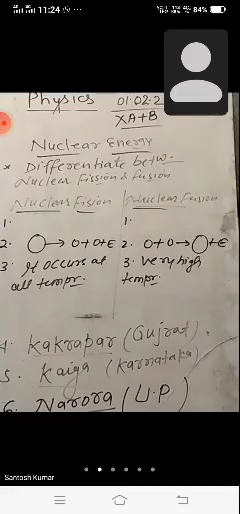 11:24
84%
Physics 01.02.2
XA+B
Nuclear Energy
* Differentiate betw.
Nuclear Fission & fusion
Nuclear Fision
Nuclear Fusion
1.
1.
2. O → O + O + E
2. O + O → O + E
3. It occurs at
all tempr.
3. Very high
tempr.
4. Kakrapar (Gujrat).
5. Kaiga (Karnataka)
6. Narora (U.P)
Santosh Kumar